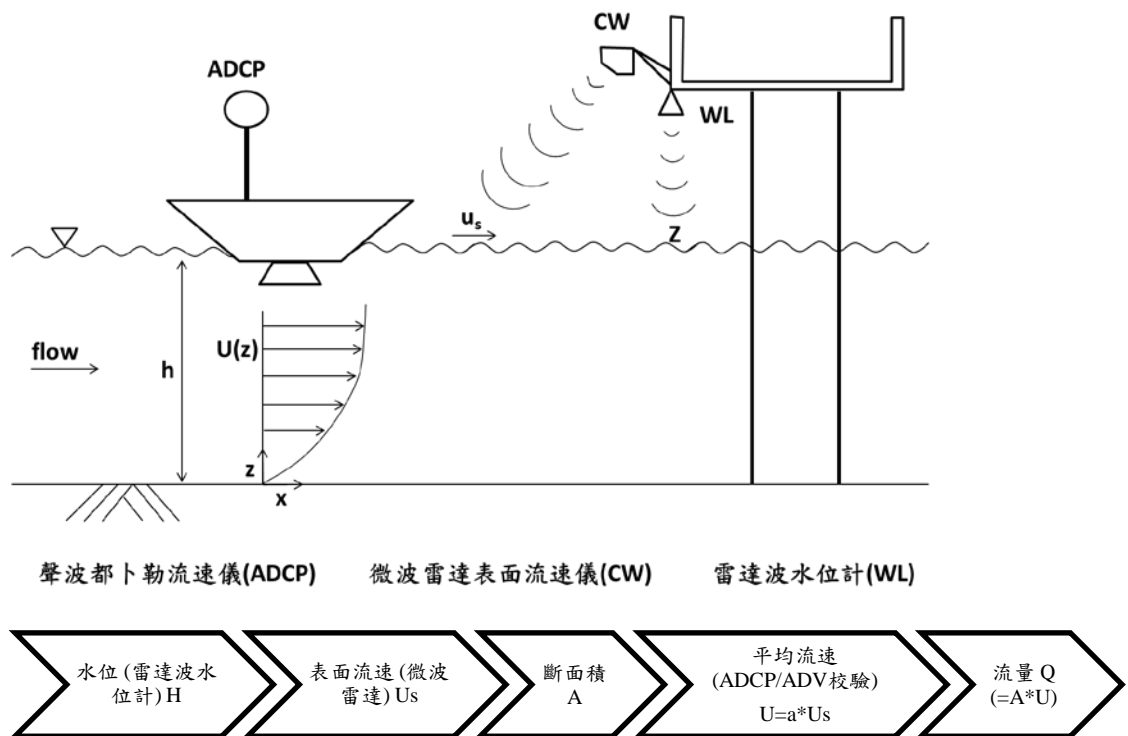 CW
ADCP
WL
uₛ
Z
U(z)
flow
h
z
x
聲波都卜勒流速儀(ADCP)
微波雷達表面流速儀(CW)
雷達波水位計(WL)
水位 (雷達波水
位計) H
表面流速 (微波
雷達) Us
斷面積
A
平均流速
(ADCP/ADV校驗)
U=a*Us
流量 Q
(=A*U)